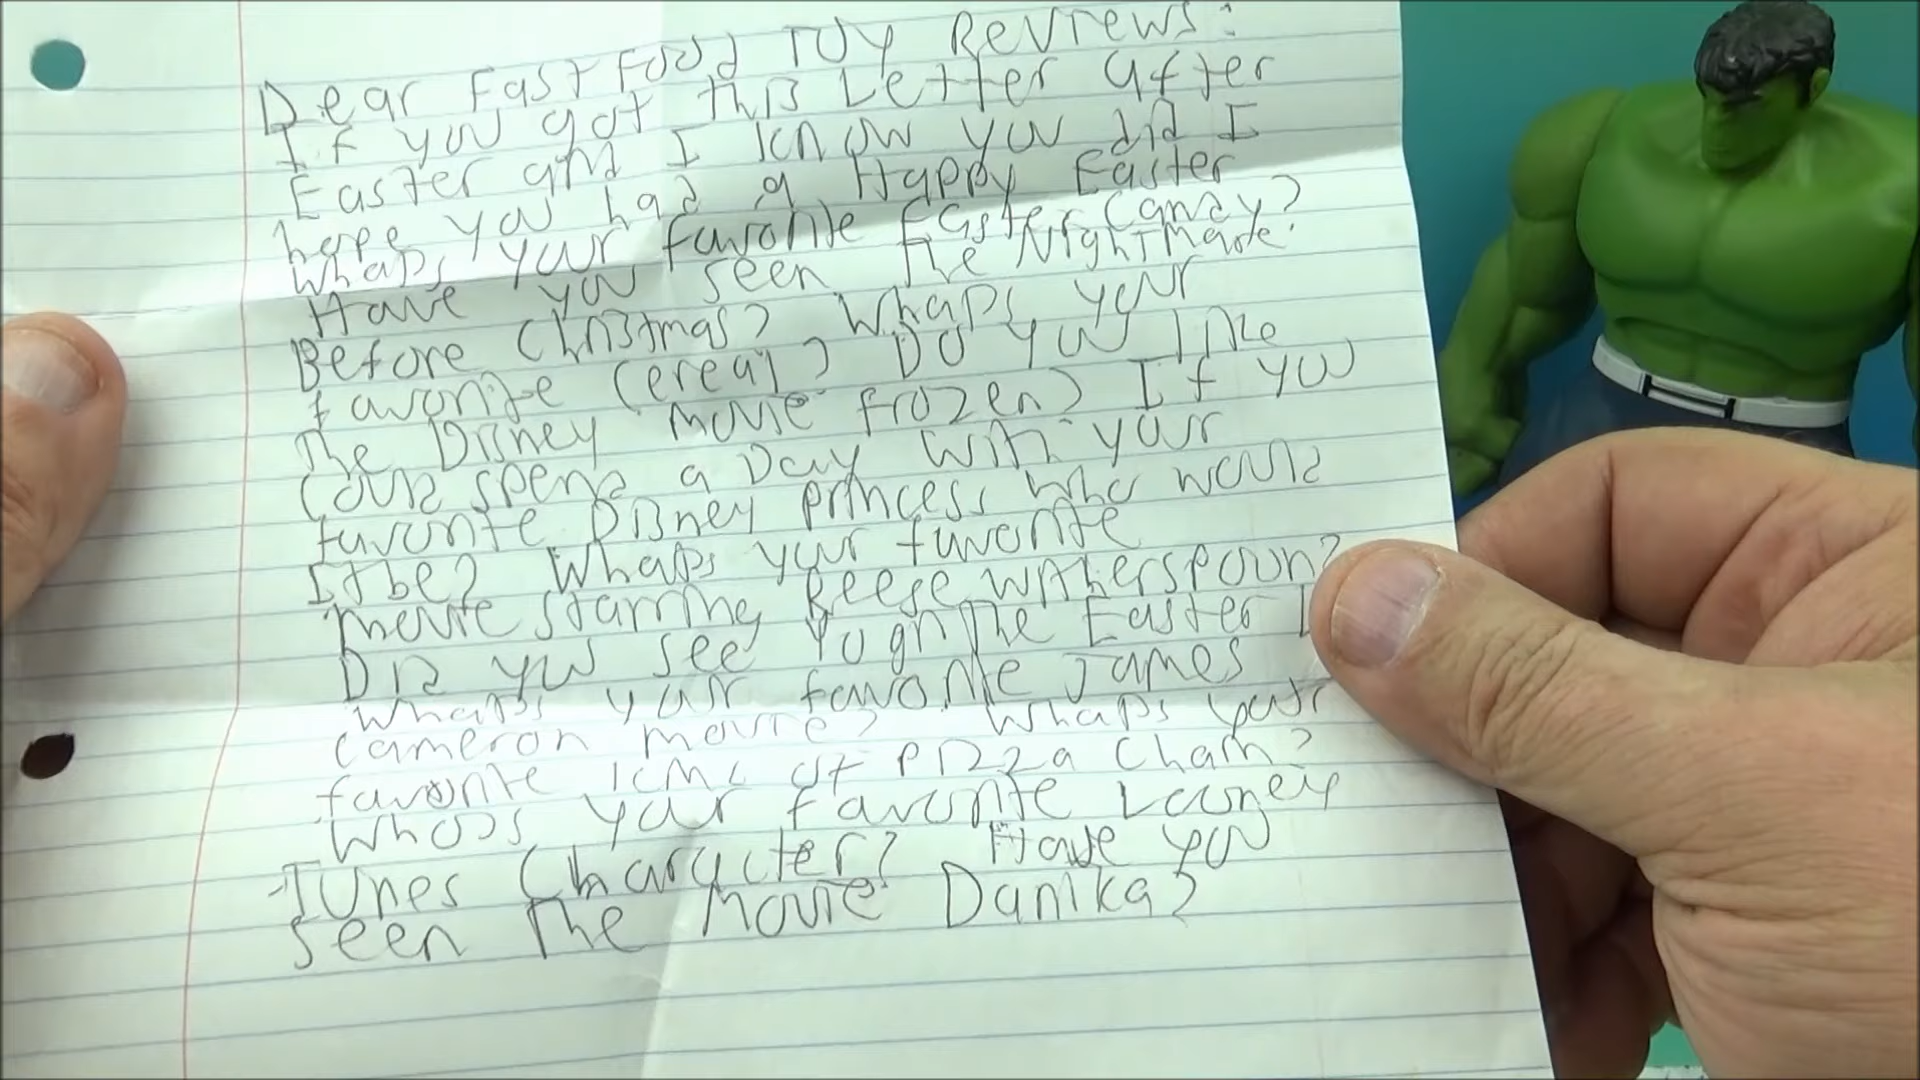 Dear Fast Food Toy Reviews:
If you got this Letter after
Easter and I know you did I
hope you had a Happy Easter
Whats your favorite Easter Candy?
Have you seen The Nightmare
Before Christmas? Whats your
favorite Cereal? Do you like
The Disney movie frozen? If you
Could spend a Day with your
favorite Disney princess who would
It be? Whats your favorite
movie starring Reese witherspoon?
Did you see The Easter
Whats your favorite James
Cameron movie? Whats your
favorite of pizza chain?
Whos your favorite Looney
Tunes Character? Have you
seen The Movie Danika?